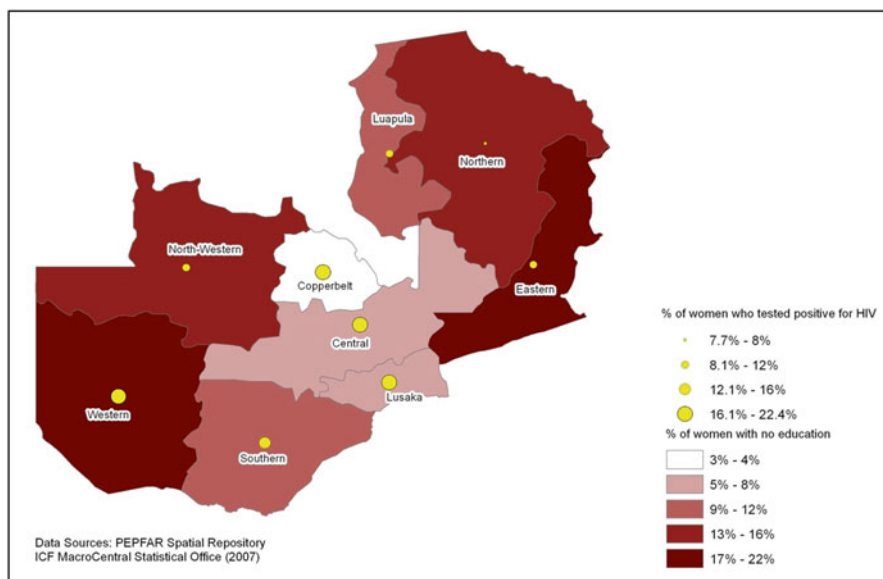 Luapula
Northern
North-Western
Copperbelt
Eastern
Central
Lusaka
Western
Southern
% of women who tested positive for HIV
7.7% - 8%
8.1% - 12%
12.1% - 16%
16.1% - 22.4%
% of women with no education
3% - 4%
5% - 8%
9% - 12%
13% - 16%
17% - 22%
Data Sources: PEPFAR Spatial Repository
ICF MacroCentral Statistical Office (2007)